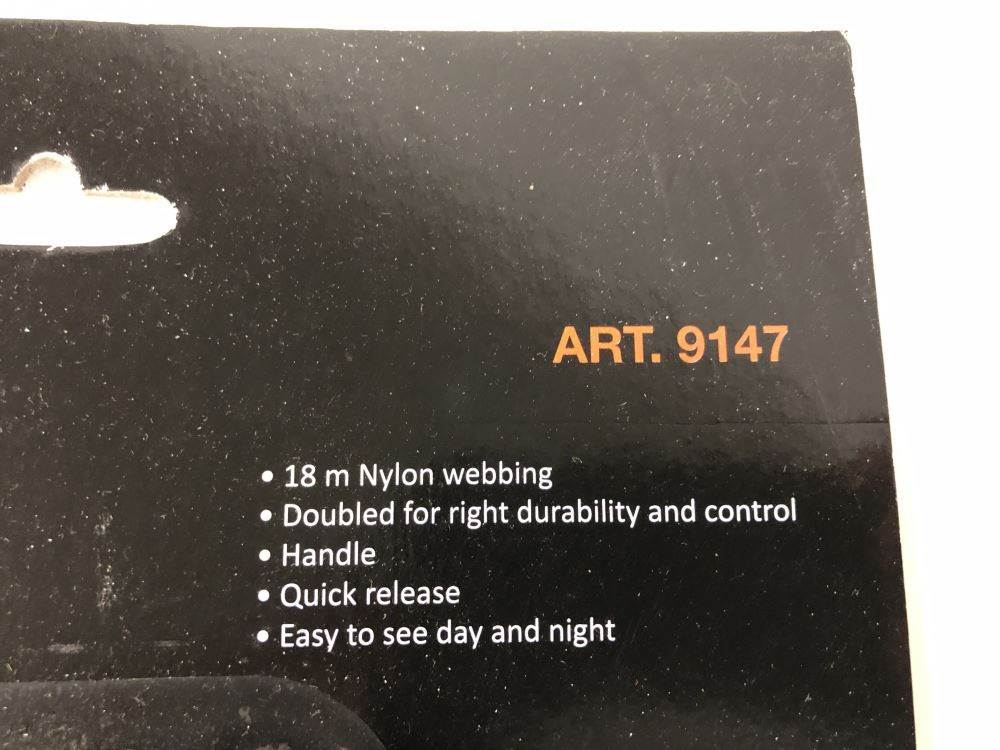 ART. 9147
• 18 m Nylon webbing
• Doubled for right durability and control
• Handle
• Quick release
• Easy to see day and night